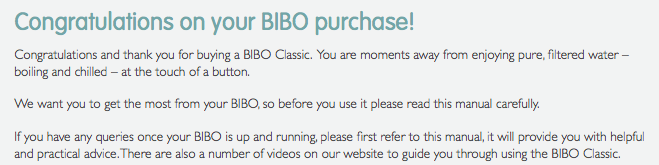 Congratulations on your BIBO purchase!
Congratulations and thank you for buying a BIBO Classic. You are moments away from enjoying pure, filtered water –
boiling and chilled – at the touch of a button.
We want you to get the most from your BIBO, so before you use it please read this manual carefully.
If you have any queries once your BIBO is up and running, please first refer to this manual, it will provide you with helpful
and practical advice. There are also a number of videos on our website to guide you through using the BIBO Classic.